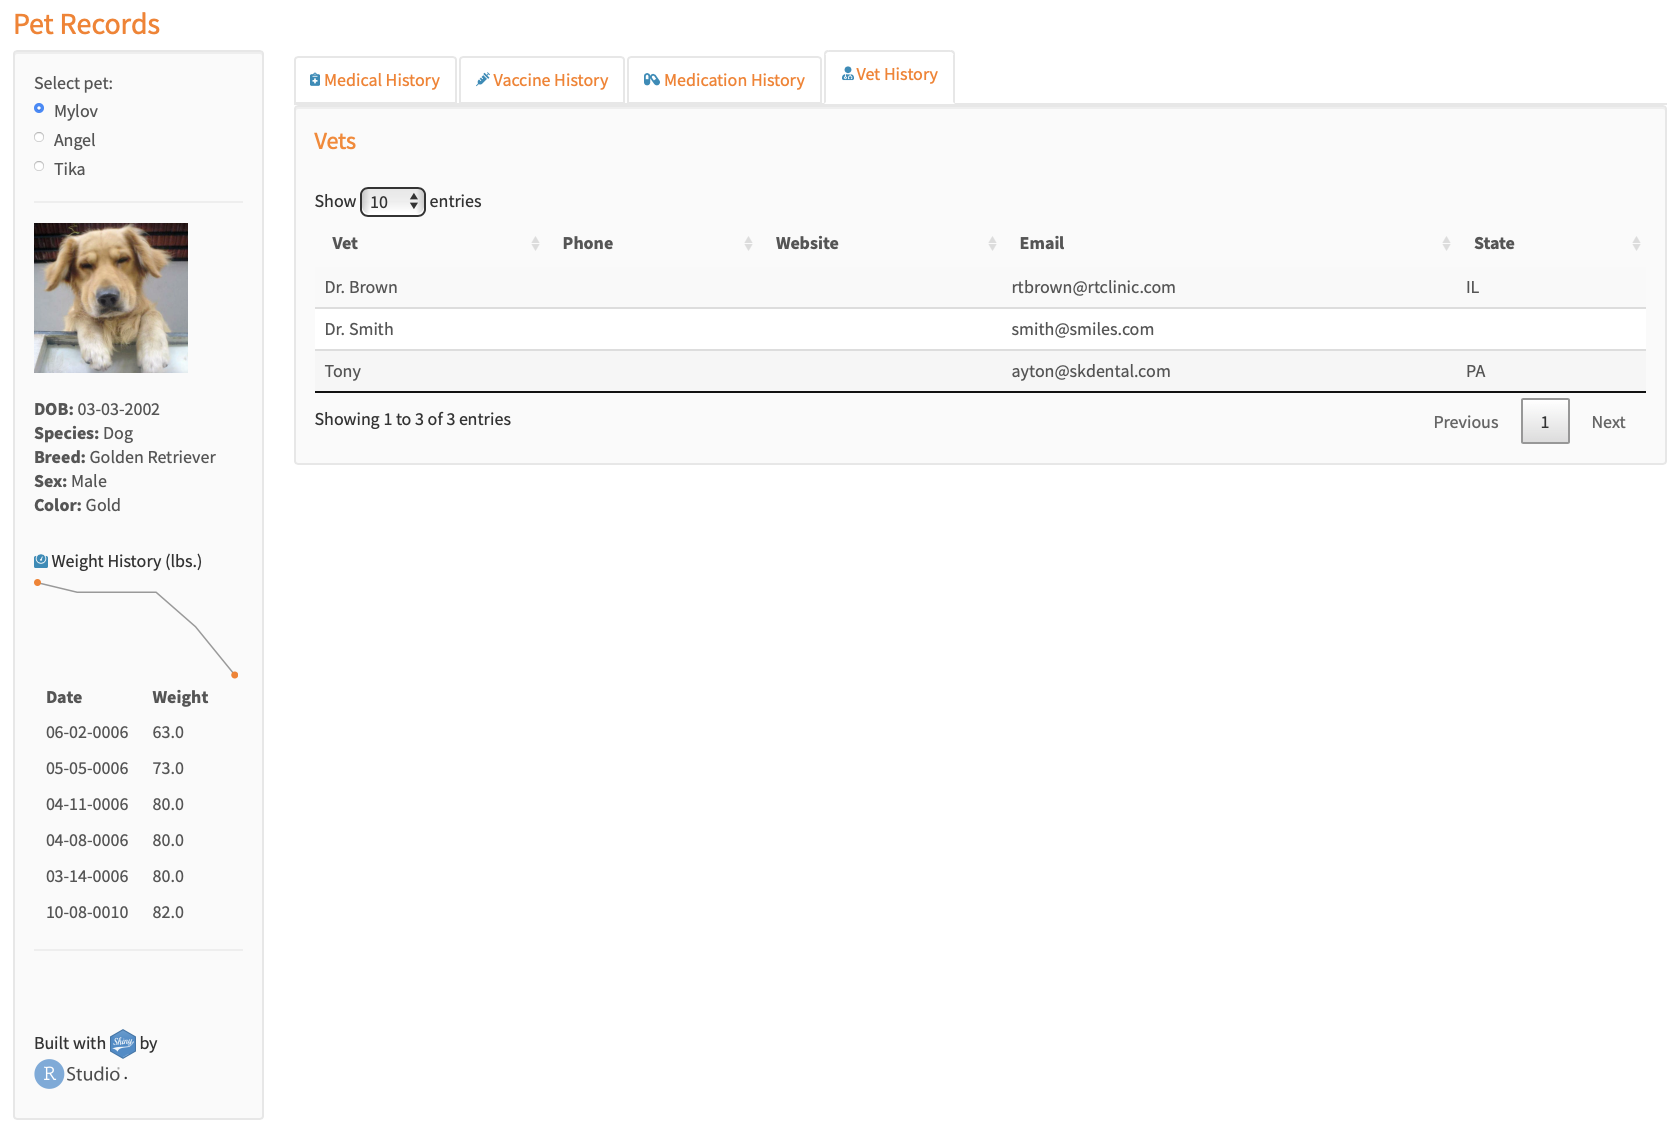 Pet Records
Select pet:
Mylov
Angel
Tika
DOB: 03-03-2002
Species: Dog
Breed: Golden Retriever
Sex: Male
Color: Gold
Weight History (lbs.)
Date Weight
06-02-0006 63.0
05-05-0006 73.0
04-11-0006 80.0
04-08-0006 80.0
03-14-0006 80.0
10-08-0010 82.0
Built with Shiny by
R Studio.
Medical History Vaccine History Medication History Vet History
Vets
Show 10 entries
Vet Phone Website Email State
Dr. Brown rtbrown@rtclinic.com IL
Dr. Smith smith@smiles.com
Tony ayton@skdental.com PA
Showing 1 to 3 of 3 entries
Previous 1 Next